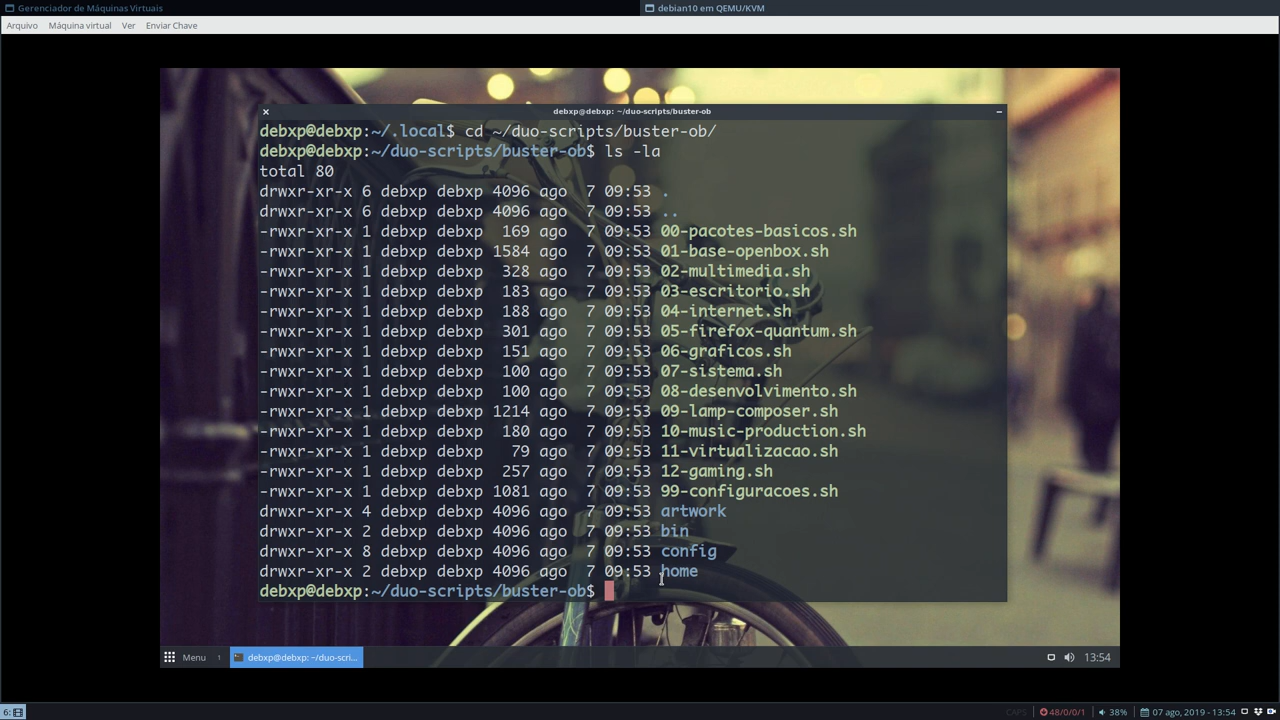 Gerenciador de Máquinas Virtuais
debian10 em QEMU/KVM
Arquivo Máquina virtual Ver Enviar Chave
debxp@debxp: ~/duo-scripts/buster-ob
debxp@debxp:~/.local$ cd ~/duo-scripts/buster-ob/
debxp@debxp:~/duo-scripts/buster-ob$ ls -la
total 80
drwxr-xr-x 6 debxp debxp 4096 ago  7 09:53 .
drwxr-xr-x 6 debxp debxp 4096 ago  7 09:53 ..
-rwxr-xr-x 1 debxp debxp  169 ago  7 09:53 00-pacotes-basicos.sh
-rwxr-xr-x 1 debxp debxp 1584 ago  7 09:53 01-base-openbox.sh
-rwxr-xr-x 1 debxp debxp  328 ago  7 09:53 02-multimedia.sh
-rwxr-xr-x 1 debxp debxp  183 ago  7 09:53 03-escritorio.sh
-rwxr-xr-x 1 debxp debxp  188 ago  7 09:53 04-internet.sh
-rwxr-xr-x 1 debxp debxp  301 ago  7 09:53 05-firefox-quantum.sh
-rwxr-xr-x 1 debxp debxp  151 ago  7 09:53 06-graficos.sh
-rwxr-xr-x 1 debxp debxp  100 ago  7 09:53 07-sistema.sh
-rwxr-xr-x 1 debxp debxp  100 ago  7 09:53 08-desenvolvimento.sh
-rwxr-xr-x 1 debxp debxp 1214 ago  7 09:53 09-lamp-composer.sh
-rwxr-xr-x 1 debxp debxp  180 ago  7 09:53 10-music-production.sh
-rwxr-xr-x 1 debxp debxp   79 ago  7 09:53 11-virtualizacao.sh
-rwxr-xr-x 1 debxp debxp  257 ago  7 09:53 12-gaming.sh
-rwxr-xr-x 1 debxp debxp 1081 ago  7 09:53 99-configuracoes.sh
drwxr-xr-x 4 debxp debxp 4096 ago  7 09:53 artwork
drwxr-xr-x 2 debxp debxp 4096 ago  7 09:53 bin
drwxr-xr-x 8 debxp debxp 4096 ago  7 09:53 config
drwxr-xr-x 2 debxp debxp 4096 ago  7 09:53 home
debxp@debxp:~/duo-scripts/buster-ob$
Menu 1 debxp@debxp: ~/duo-scri... 13:54
6: CAPS 48/0/0/1 38% 07 ago, 2019 - 13:54